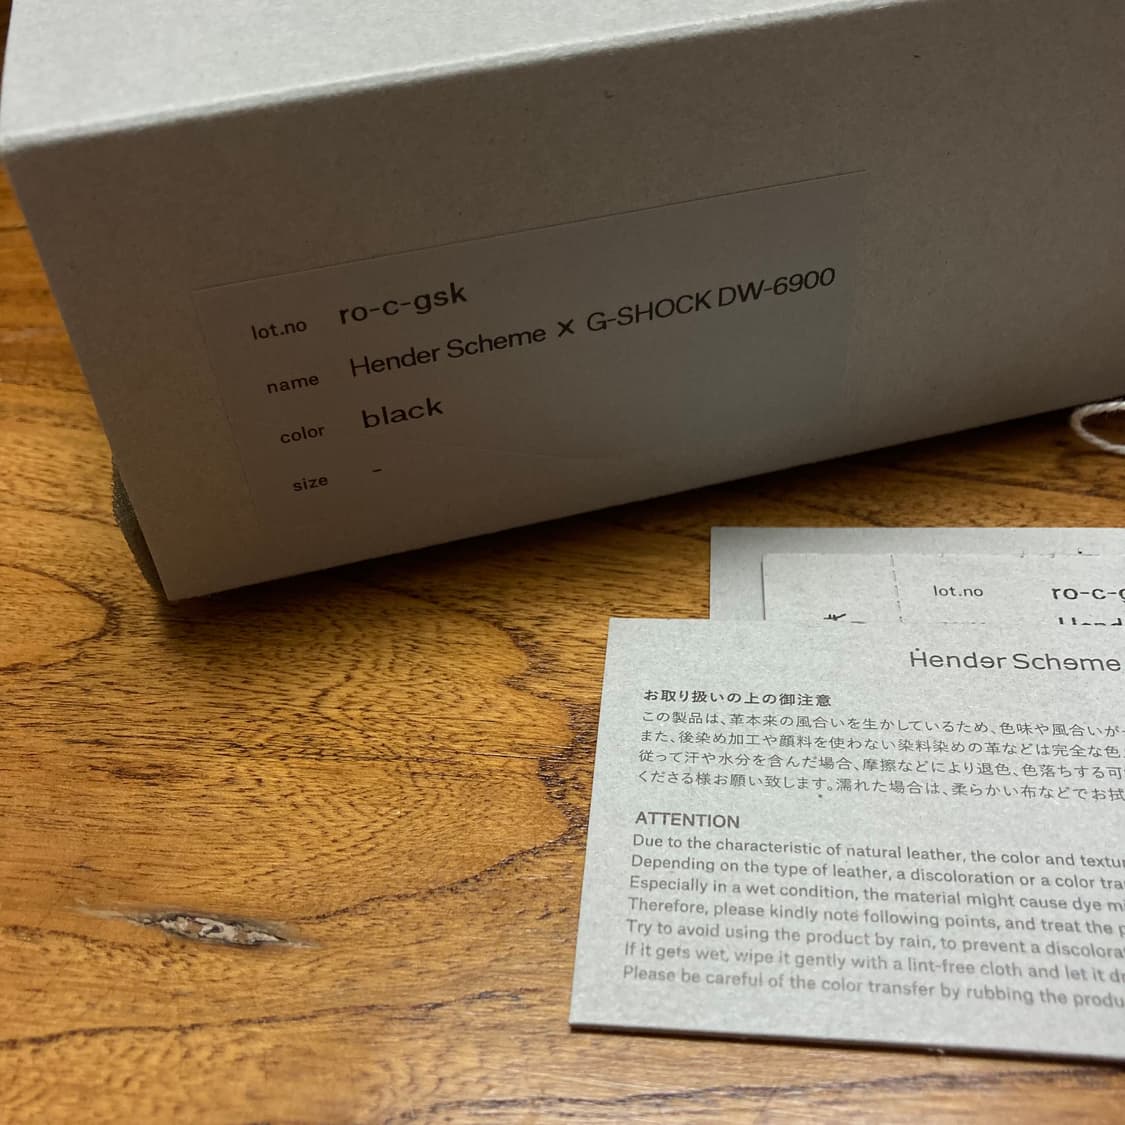 lot.no ro-c-gsk
name Hender Scheme × G-SHOCK DW-6900
color black
size -
lot.no ro-c-g
Hender Scheme
お取り扱いの上の御注意
この製品は、革本来の風合いを生かしているため、色味や風合いが
また、後染め加工や顔料を使わない染料染めの革などは完全な色
従って汗や水分を含んだ場合、摩擦などにより退色、色落ちする可
くださる様お願い致します。濡れた場合は、柔らかい布などでお拭
ATTENTION
Due to the characteristic of natural leather, the color and textu
Depending on the type of leather, a discoloration or a color tra
Especially in a wet condition, the material might cause dye mi
Therefore, please kindly note following points, and treat the p
Try to avoid using the product by rain, to prevent a discolora
If it gets wet, wipe it gently with a lint-free cloth and let it d
Please be careful of the color transfer by rubbing the produ